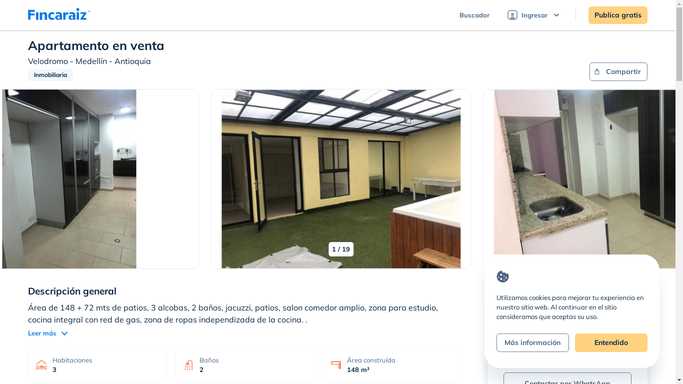 Fincaraiz
Buscador
Ingresar
Publica gratis
Apartamento en venta
Velodromo - Medellín - Antioquia
Inmobiliaria
Compartir
1 / 19
Descripción general
Área de 148 + 72 mts de patios, 3 alcobas, 2 baños, jacuzzi, patios, salon comedor amplio, zona para estudio,
cocina integral con red de gas, zona de ropas independizada de la cocina. .
Leer más
Habitaciones
3
Baños
2
Área construída
148 m²
Utilizamos cookies para mejorar tu experiencia en
nuestro sitio web. Al continuar en el sitio
consideramos que aceptas su uso.
Más información
Entendido
Contactar por WhatsApp